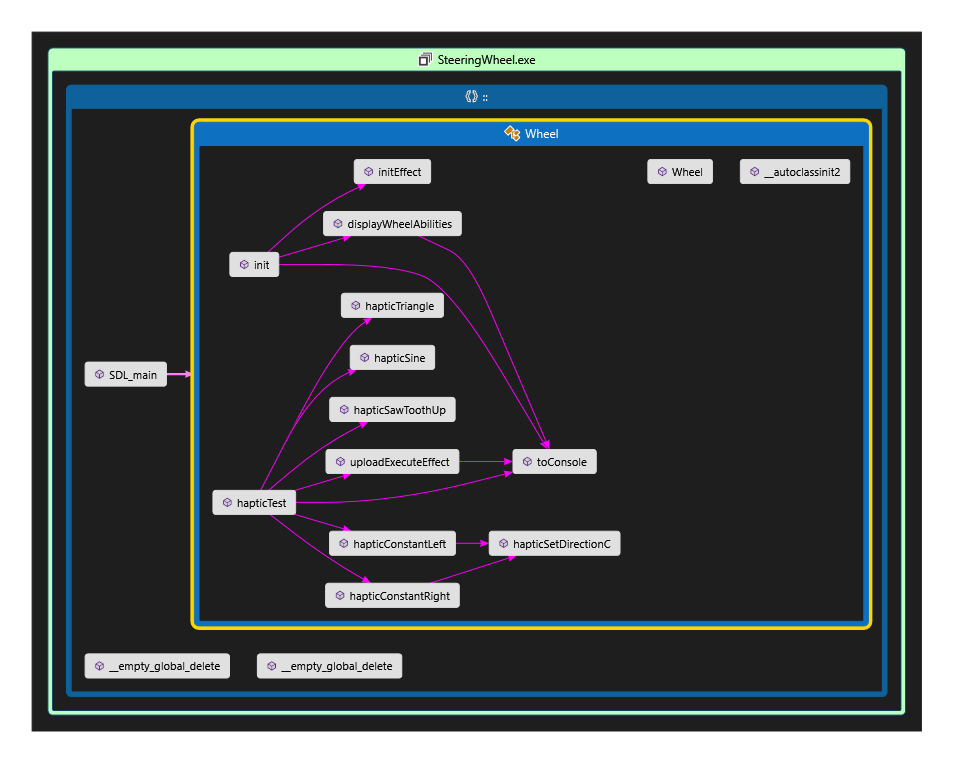 SteeringWheel.exe
::
Wheel
initEffect
Wheel
__autoclassinit2
displayWheelAbilities
init
hapticTriangle
hapticSine
SDL_main
hapticSawToothUp
uploadExecuteEffect
toConsole
hapticTest
hapticConstantLeft
hapticSetDirectionC
hapticConstantRight
__empty_global_delete
__empty_global_delete